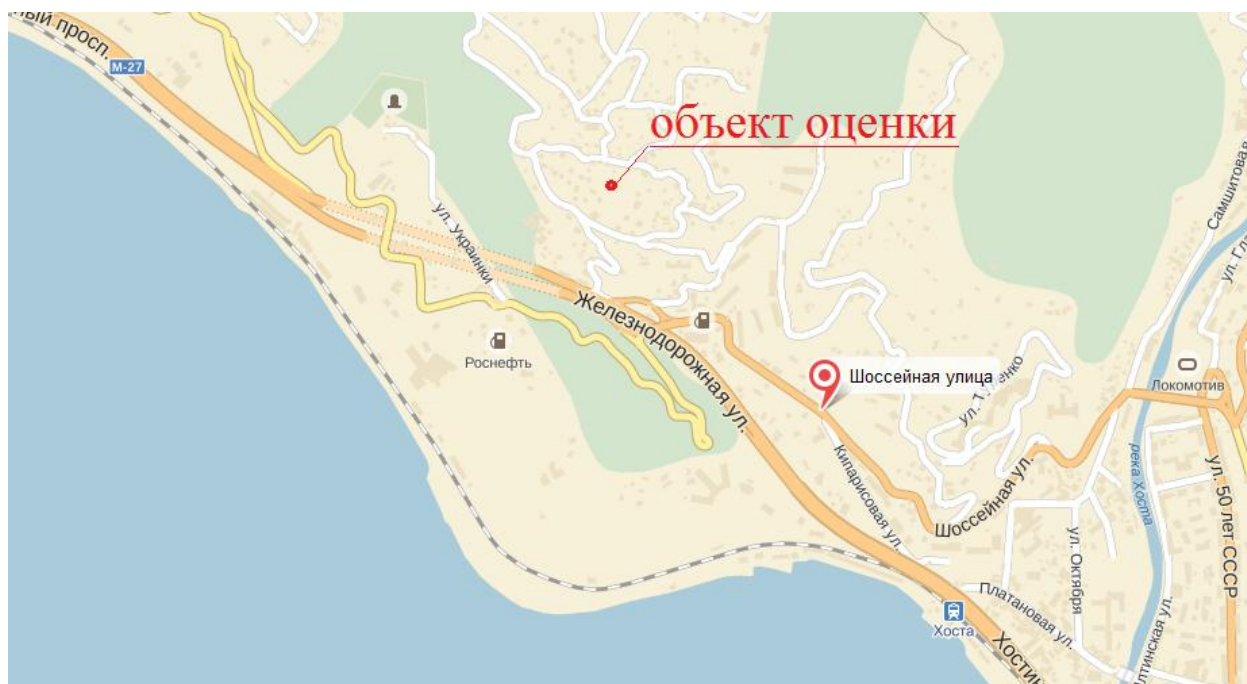 ный просп.
М-27
объект оценки
ул. Украинки
Самшитовая
Железнодорожная ул.
Роснефть
Шоссейная улица
Локомотив
Кипарисовая ул.
Шоссейная ул.
река Хоста
ул. 50 лет СССР
ул. Октября
Платановая ул.
Хоста